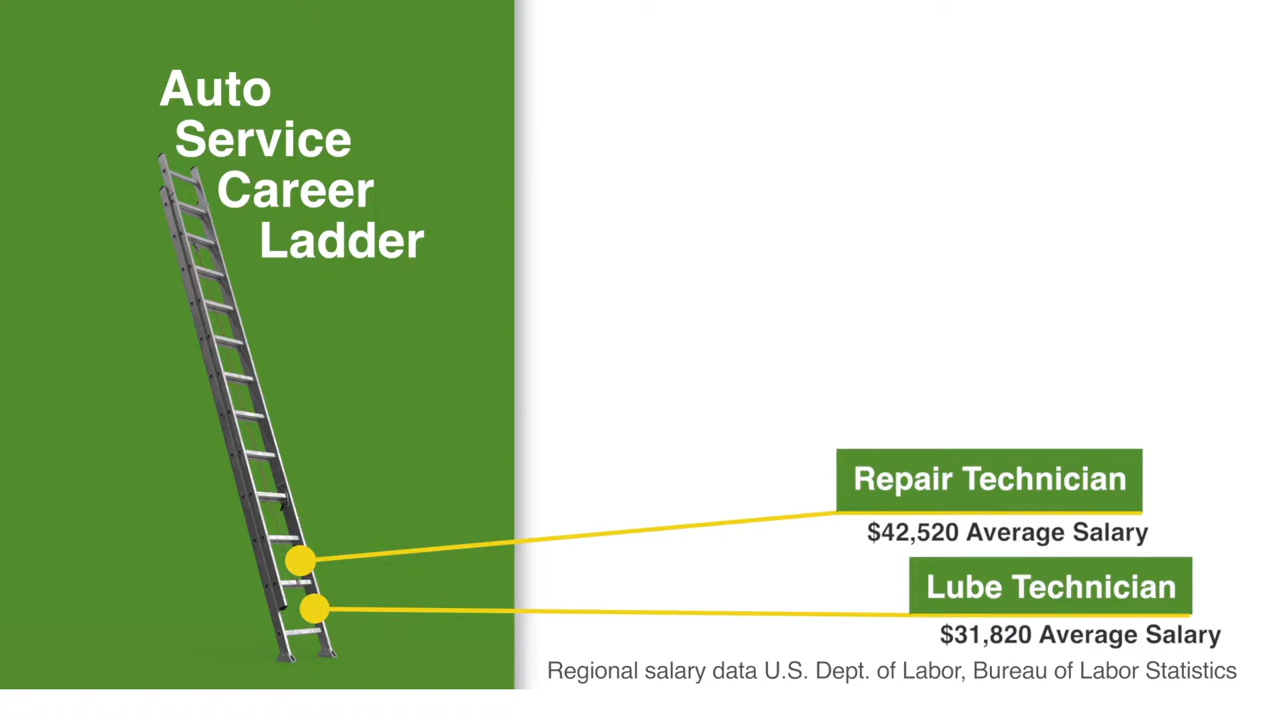 Auto
Service
Career
Ladder
Repair Technician
$42,520 Average Salary
Lube Technician
$31,820 Average Salary
Regional salary data U.S. Dept. of Labor, Bureau of Labor Statistics